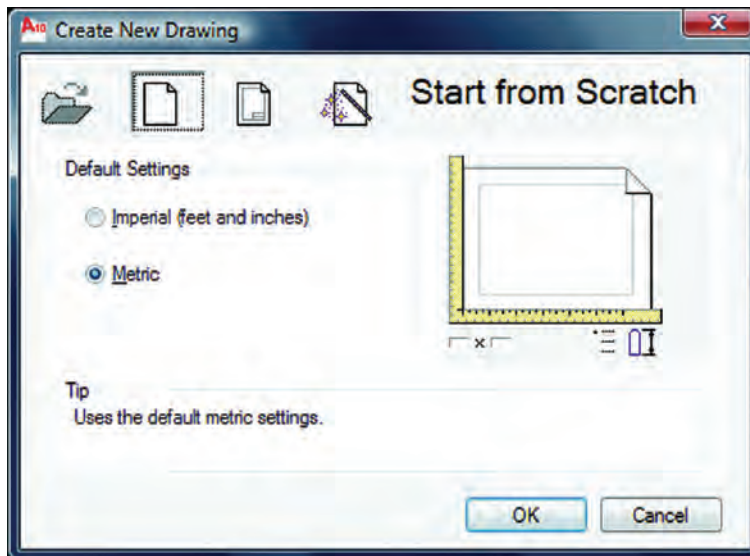 A10 Create New Drawing
Start from Scratch
Default Settings
Imperial (feet and inches)
Metric
Tip
Uses the default metric settings.
OK Cancel